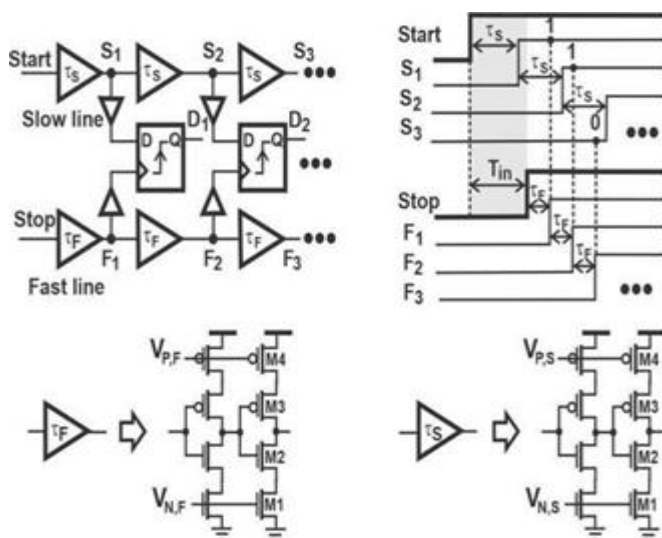 Start τS S1 τS S2 τS S3
Slow line
D Q D1 D Q D2
Stop τF F1 τF F2 τF F3
Fast line
Start τS 1
S1 τS 1
S2 τS
S3 0
Tin
Stop τF
F1 τF
F2 τF
F3
VP,F M4
M3
τF
M2
VN,F M1
VP,S M4
M3
τS
M2
VN,S M1